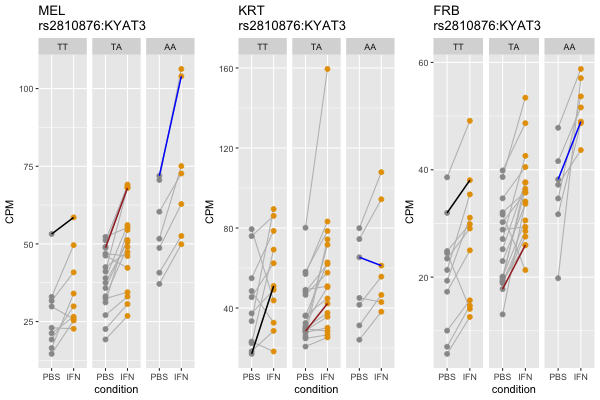 MEL
rs2810876:KYAT3
TT TA AA
CPM
100
75
50
25
PBS IFN PBS IFN PBS IFN
condition
KRT
rs2810876:KYAT3
TT TA AA
CPM
160
120
80
40
PBS IFN PBS IFN PBS IFN
condition
FRB
rs2810876:KYAT3
TT TA AA
CPM
60
40
20
PBS IFN PBS IFN PBS IFN
condition